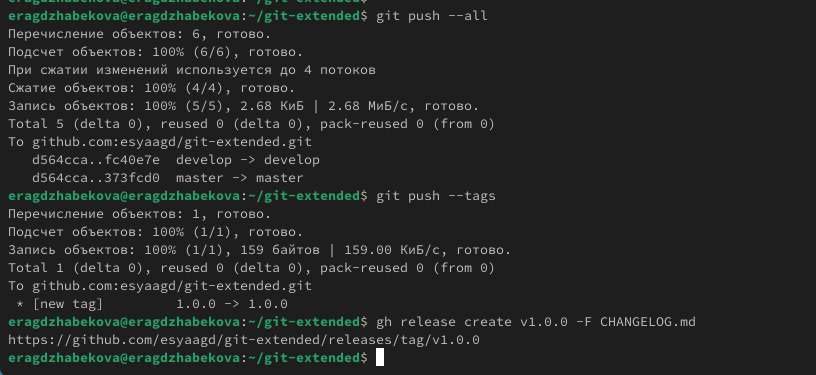 eragdzhabekova@eragdzhabekova:~/git-extended$ git push --all
Перечисление объектов: 6, готово.
Подсчет объектов: 100% (6/6), готово.
При сжатии изменений используется до 4 потоков
Сжатие объектов: 100% (4/4), готово.
Запись объектов: 100% (5/5), 2.68 КиБ | 2.68 МиБ/с, готово.
Total 5 (delta 0), reused 0 (delta 0), pack-reused 0 (from 0)
To github.com:esyaagd/git-extended.git
   d564cca..fc40e7e  develop -> develop
   d564cca..373fcd0  master -> master
eragdzhabekova@eragdzhabekova:~/git-extended$ git push --tags
Перечисление объектов: 1, готово.
Подсчет объектов: 100% (1/1), готово.
Запись объектов: 100% (1/1), 159 байтов | 159.00 КиБ/с, готово.
Total 1 (delta 0), reused 0 (delta 0), pack-reused 0 (from 0)
To github.com:esyaagd/git-extended.git
 * [new tag]         1.0.0 -> 1.0.0
eragdzhabekova@eragdzhabekova:~/git-extended$ gh release create v1.0.0 -F CHANGELOG.md
https://github.com/esyaagd/git-extended/releases/tag/v1.0.0
eragdzhabekova@eragdzhabekova:~/git-extended$